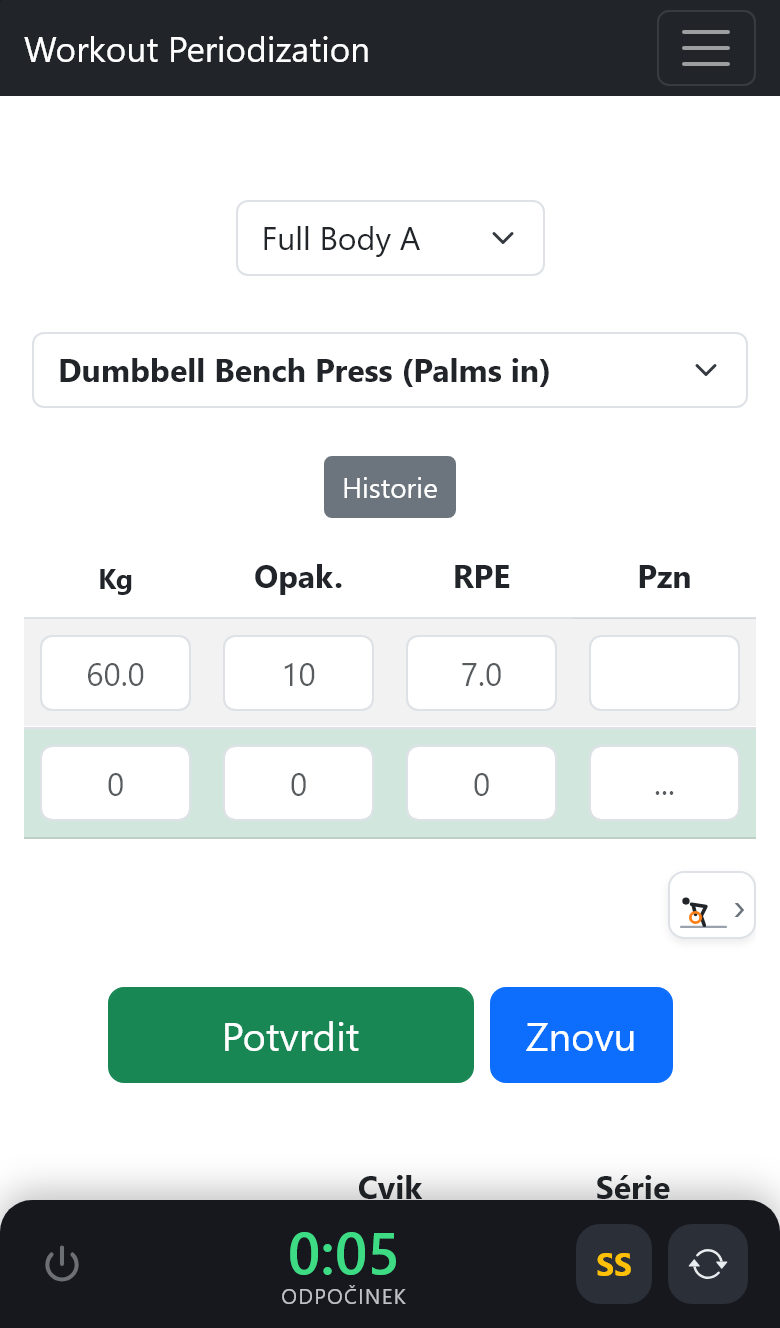 Workout Periodization
Full Body A
Dumbbell Bench Press (Palms in)
Historie
Kg Opak. RPE Pzn
60.0 10 7.0
0 0 0 ...
Potvrdit Znovu
Cvik Série
0:05 SS
ODPOČINEK